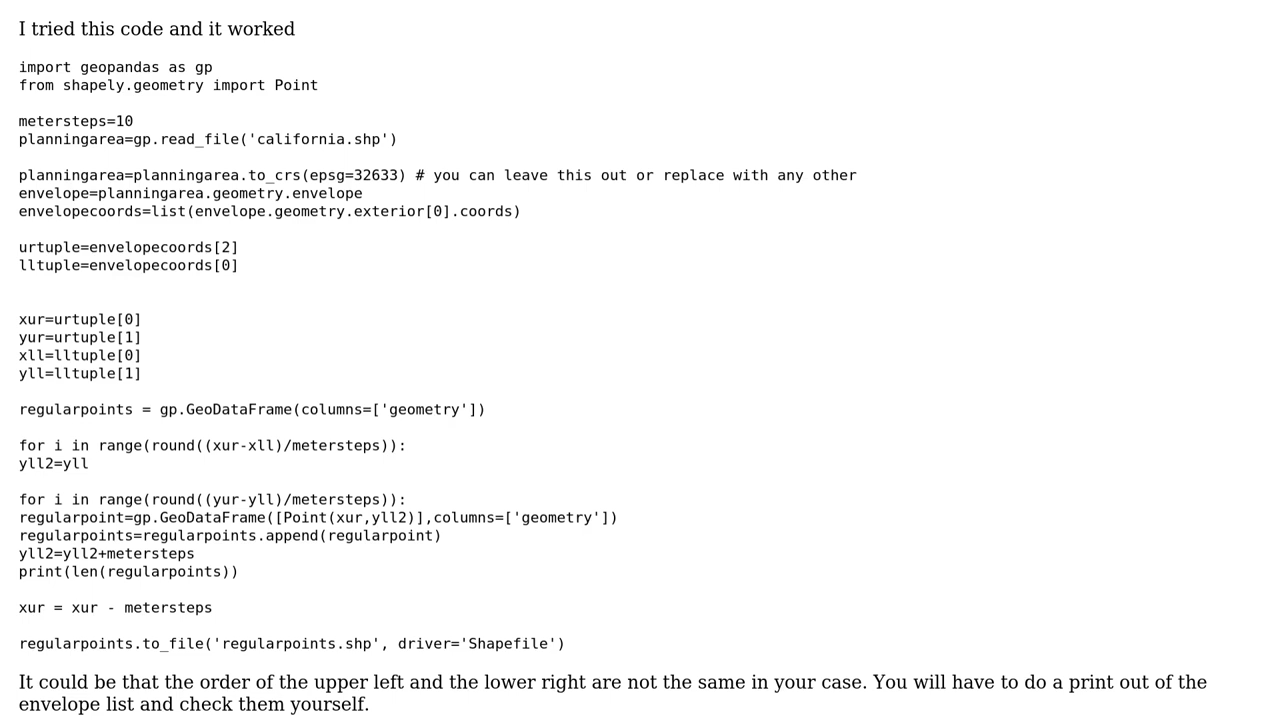 I tried this code and it worked
import geopandas as gp
from shapely.geometry import Point
metersteps=10
planningarea=gp.read_file('california.shp')
planningarea=planningarea.to_crs(epsg=32633) # you can leave this out or replace with any other
envelope=planningarea.geometry.envelope
envelopecoords=list(envelope.geometry.exterior[0].coords)
urtuple=envelopecoords[2]
lltuple=envelopecoords[0]
xur=urtuple[0]
yur=urtuple[1]
xll=lltuple[0]
yll=lltuple[1]
regularpoints = gp.GeoDataFrame(columns=['geometry'])
for i in range(round((xur-xll)/metersteps)):
yll2=yll
for i in range(round((yur-yll)/metersteps)):
regularpoint=gp.GeoDataFrame([Point(xur,yll2)],columns=['geometry'])
regularpoints=regularpoints.append(regularpoint)
yll2=yll2+metersteps
print(len(regularpoints))
xur = xur - metersteps
regularpoints.to_file('regularpoints.shp', driver='Shapefile')
It could be that the order of the upper left and the lower right are not the same in your case. You will have to do a print out of the
envelope list and check them yourself.